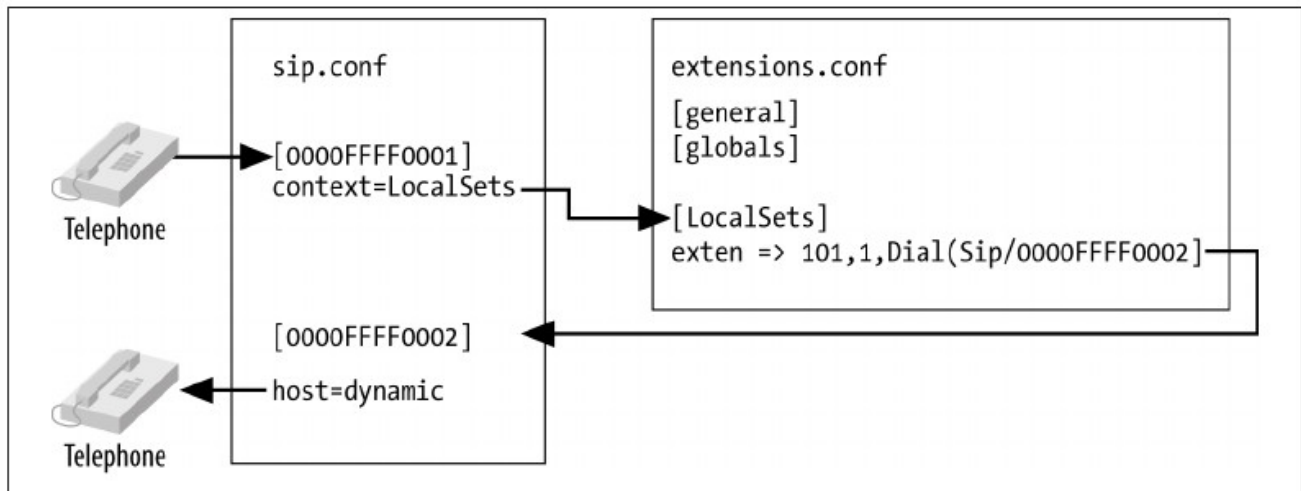 sip.conf
[0000FFFF0001]
context=LocalSets
Telephone
[0000FFFF0002]
host=dynamic
Telephone
extensions.conf
[general]
[globals]
[LocalSets]
exten => 101,1,Dial(Sip/0000FFFF0002]